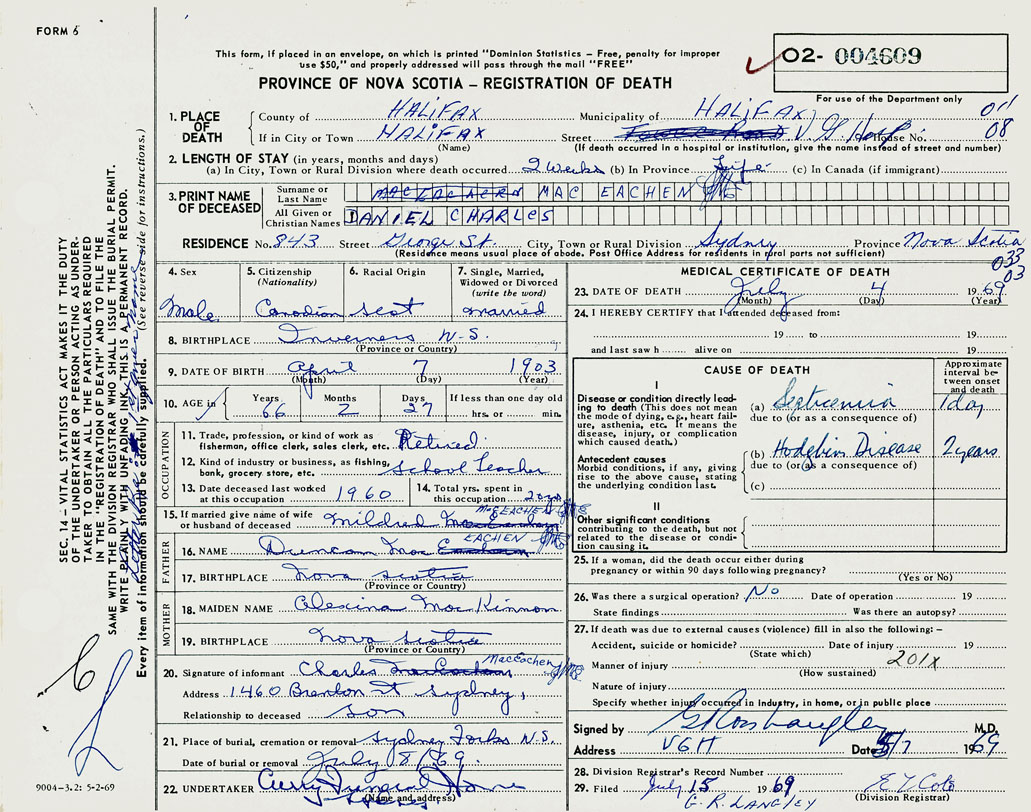 FORM 6
This form, if placed in an envelope, on which is printed "Dominion Statistics – Free, penalty for improper
use $50," and properly addressed will pass through the mail "FREE"
PROVINCE OF NOVA SCOTIA – REGISTRATION OF DEATH
O2- 004609
For use of the Department only
1. PLACE OF DEATH
County of HALIFAX Municipality of HALIFAX 011
If in City or Town HALIFAX Street V. G. Hosp. House No. 08
(Name) (If death occurred in a hospital or institution, give the name instead of street and number)
2. LENGTH OF STAY (in years, months and days)
(a) In City, Town or Rural Division where death occurred 2 weeks (b) In Province Life (c) In Canada (if immigrant)
3. PRINT NAME OF DECEASED
Surname or Last Name MAC EACHEN
All Given or Christian Names DANIEL CHARLES
RESIDENCE No. 843 Street George St. City, Town or Rural Division Sydney Province Nova Scotia
(Residence means usual place of abode. Post Office Address for residents in rural parts not sufficient)
033
03
4. Sex
Male
5. Citizenship
(Nationality)
Canadian
6. Racial Origin
Scot
7. Single, Married,
Widowed or Divorced
(write the word)
married
8. BIRTHPLACE Inverness N.S.
(Province or Country)
9. DATE OF BIRTH April 7 1903
(Month) (Day) (Year)
10. AGE in Years 66 Months 2 Days 27 If less than one day old
hrs. or min.
OCCUPATION
11. Trade, profession, or kind of work as
fisherman, office clerk, sales clerk, etc. Retired
12. Kind of industry or business, as fishing,
bank, grocery store, etc. School Teacher
13. Date deceased last worked
at this occupation 1960
14. Total yrs. spent in
this occupation
15. If married give name of wife
or husband of deceased Mildred MacEACHEN
FATHER
16. NAME Duncan Mac EACHEN
17. BIRTHPLACE Nova Scotia
(Province or Country)
MOTHER
18. MAIDEN NAME Alexina MacKinnon
19. BIRTHPLACE Nova Scotia
(Province or Country)
20. Signature of informant Charles MacEachen
Address 1460 Breaton St Sydney,
Relationship to deceased son
21. Place of burial, cremation or removal Sydney Forks N.S.
Date of burial or removal July 8/69.
22. UNDERTAKER Curry Funeral Home
(Name and address)
MEDICAL CERTIFICATE OF DEATH
23. DATE OF DEATH July 4 1969
(Month) (Day) (Year)
24. I HEREBY CERTIFY that I attended deceased from:
19 to 19
and last saw h alive on 19
CAUSE OF DEATH
Approximate interval between onset and death
I
Disease or condition directly leading to death (This does not mean the mode of dying, e.g., heart failure, asthenia, etc. It means the disease, injury, or complication which caused death.)
(a) Septicemia 1 day
due to (or as a consequence of)
Antecedent causes
Morbid conditions, if any, giving rise to the above cause, stating the underlying condition last.
(b) Hodgkins Disease 2 years
due to (or as a consequence of)
(c)
II
Other significant conditions
contributing to the death, but not related to the disease or condition causing it.
25. If a woman, did the death occur either during
pregnancy or within 90 days following pregnancy?
(Yes or No)
26. Was there a surgical operation? No Date of operation 19
State findings Was there an autopsy?
27. If death was due to external causes (violence) fill in also the following: –
Accident, suicide or homicide? Date of injury 19
(State which)
201X
Manner of injury
(How sustained)
Nature of injury
Specify whether injury occurred in industry, in home, or in public place
Signed by G Ross Langley M.D.
Address VGH Date 5/7 1969
28. Division Registrar's Record Number
29. Filed July 15 1969
Division Registrar
G. R. LANGLEY
SEC. 14 – VITAL STATISTICS ACT MAKES IT THE DUTY
OF THE UNDERTAKER OR PERSON ACTING AS UNDER-
TAKER TO OBTAIN ALL THE PARTICULARS REQUIRED
IN THE "REGISTRATION OF DEATH" AND TO FILE THE
SAME WITH THE DIVISION REGISTRAR WHO SHALL ISSUE THE BURIAL PERMIT.
WRITE PLAINLY WITH UNFADING INK–THIS IS A PERMANENT RECORD.
Every item of information should be carefully supplied. (See reverse side for instructions.)
9004-3.2: 5-2-69